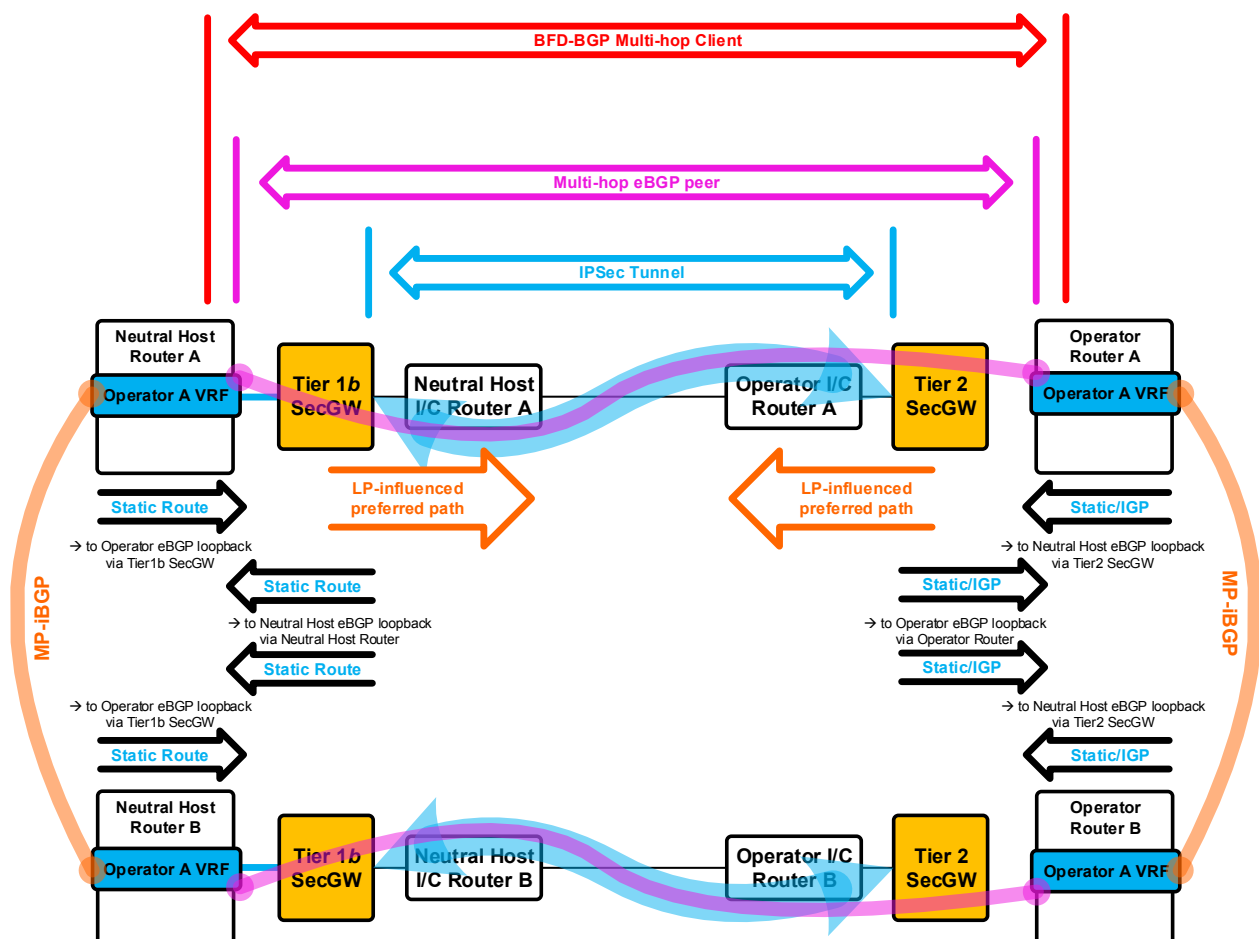 BFD-BGP Multi-hop Client
Multi-hop eBGP peer
IPSec Tunnel
Neutral Host
Router A
Operator A VRF
Tier 1b
SecGW
Neutral Host
I/C Router A
Operator I/C
Router A
Tier 2
SecGW
Operator
Router A
Operator A VRF
LP-influenced
preferred path
LP-influenced
preferred path
Static Route
→ to Operator eBGP loopback
via Tier1b SecGW
Static/IGP
→ to Neutral Host eBGP loopback
via Tier2 SecGW
Static Route
→ to Neutral Host eBGP loopback
via Neutral Host Router
Static Route
Static/IGP
→ to Operator eBGP loopback
via Operator Router
Static/IGP
MP-iBGP
MP-iBGP
→ to Operator eBGP loopback
via Tier1b SecGW
Static Route
→ to Neutral Host eBGP loopback
via Tier2 SecGW
Static/IGP
Neutral Host
Router B
Operator A VRF
Tier 1b
SecGW
Neutral Host
I/C Router B
Operator I/C
Router B
Tier 2
SecGW
Operator
Router B
Operator A VRF